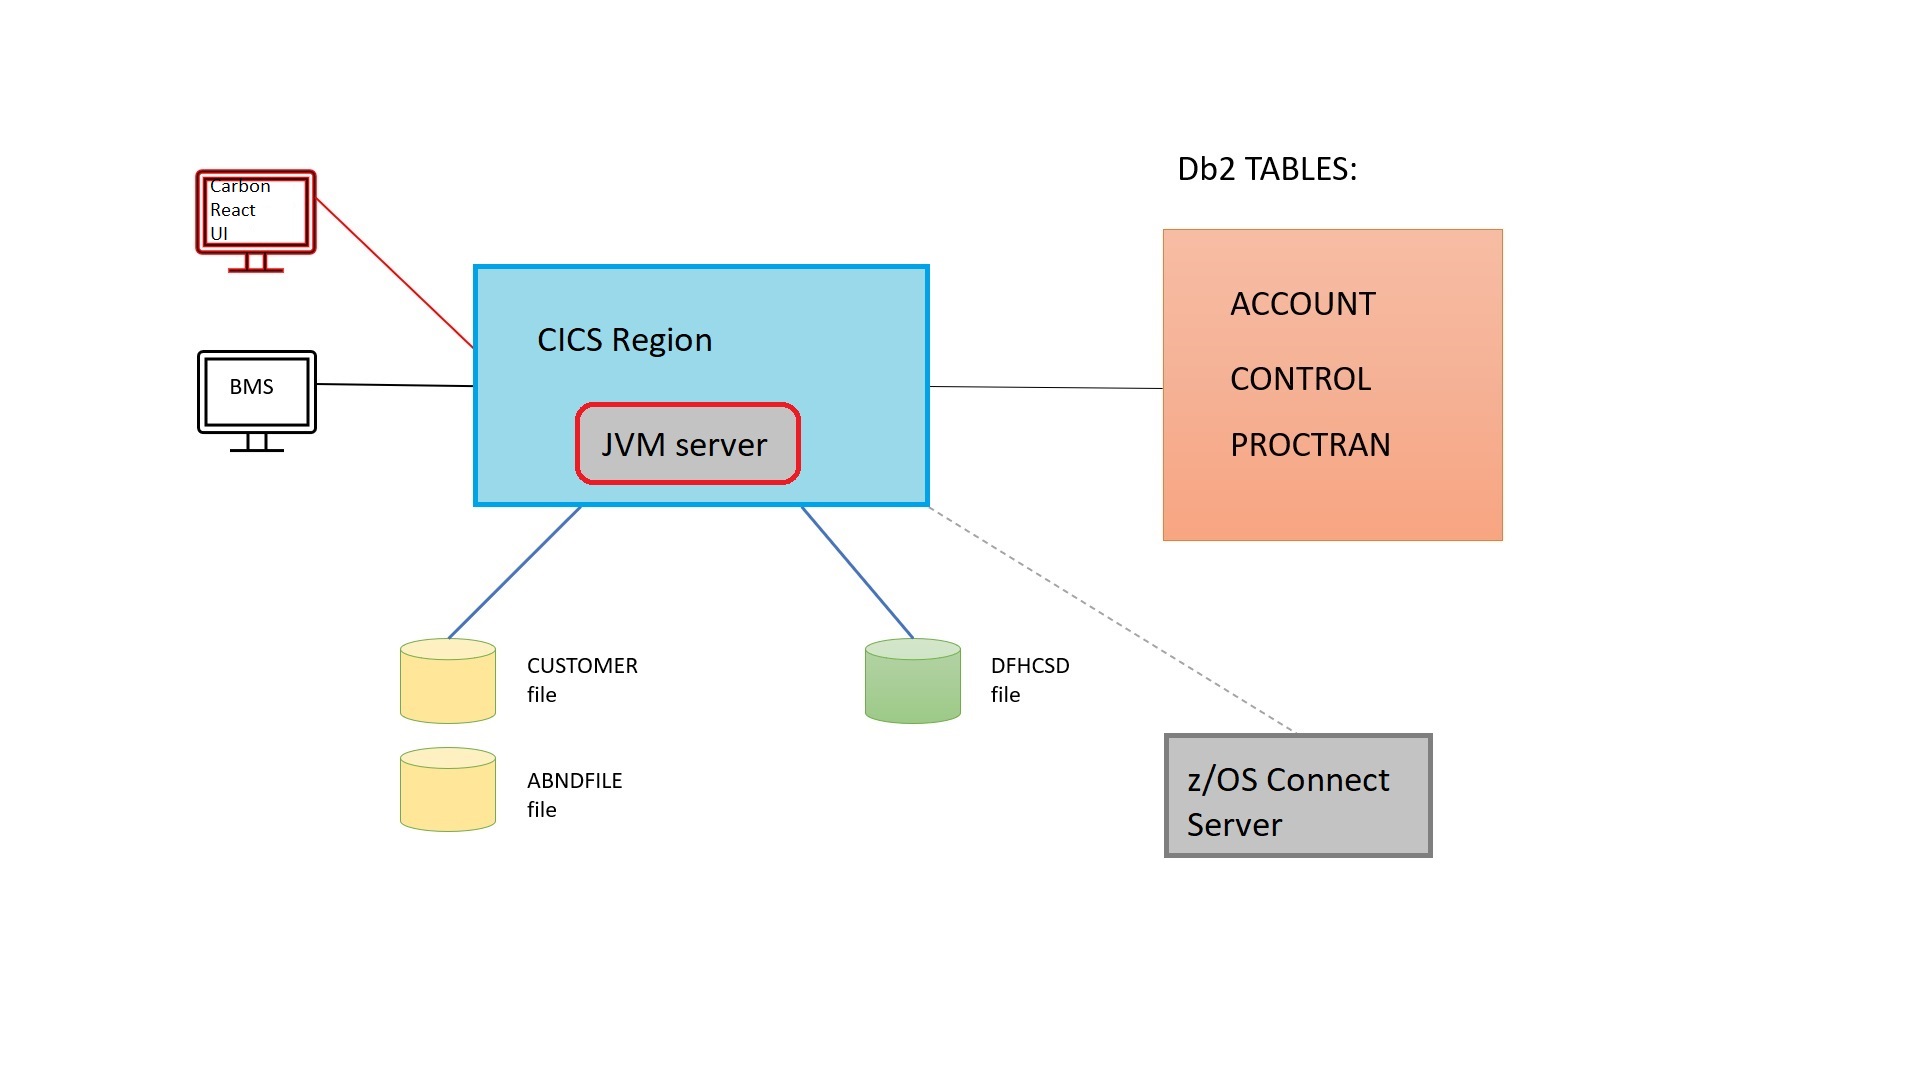 Db2 TABLES:
Carbon
React
UI
ACCOUNT
CICS Region
BMS
CONTROL
JVM server
PROCTRAN
CUSTOMER
file
DFHCSD
file
ABNDFILE
file
z/OS Connect
Server